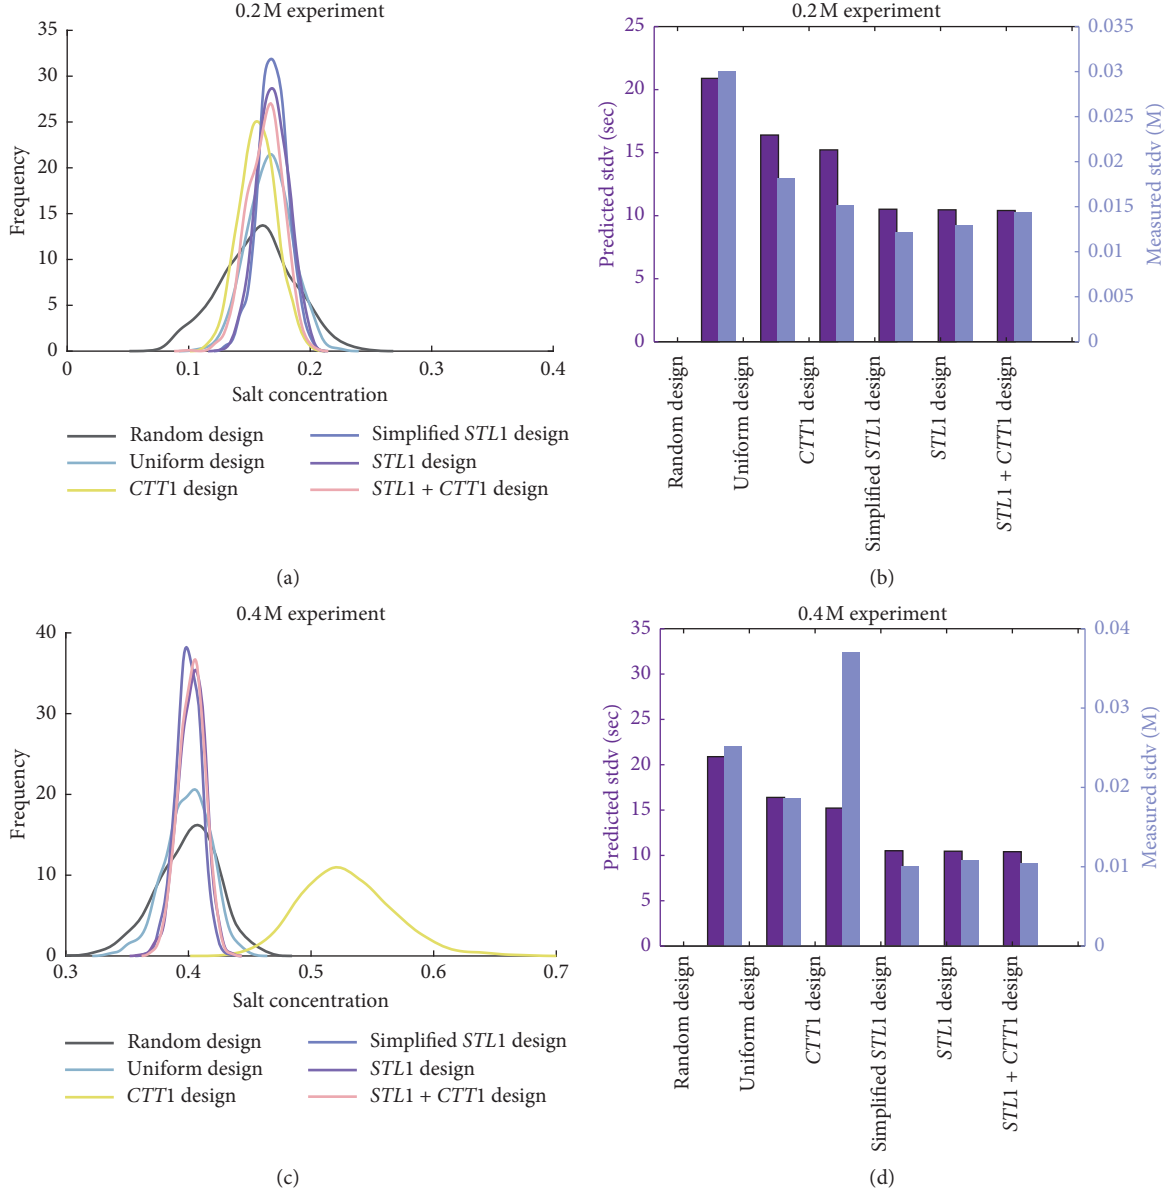 0.2 M experiment
35
30
25
20
15
10
5
0
Frequency
0
0.1
0.2
0.3
0.4
Salt concentration
Random design
Uniform design
CTT1 design
Simplified STL1 design
STL1 design
STL1 + CTT1 design
(a)
0.2 M experiment
25
20
15
10
5
0
Predicted stdv (sec)
0.035
0.03
0.025
0.02
0.015
0.01
0.005
0
Measured stdv (M)
Random design
Uniform design
CTT1 design
Simplified STL1 design
STL1 design
STL1 + CTT1 design
(b)
0.4 M experiment
40
30
20
10
0
Frequency
0.3
0.4
0.5
0.6
0.7
Salt concentration
Random design
Uniform design
CTT1 design
Simplified STL1 design
STL1 design
STL1 + CTT1 design
(c)
0.4 M experiment
35
30
25
20
15
10
5
0
Predicted stdv (sec)
0.04
0.03
0.02
0.01
0
Measured stdv (M)
Random design
Uniform design
CTT1 design
Simplified STL1 design
STL1 design
STL1 + CTT1 design
(d)